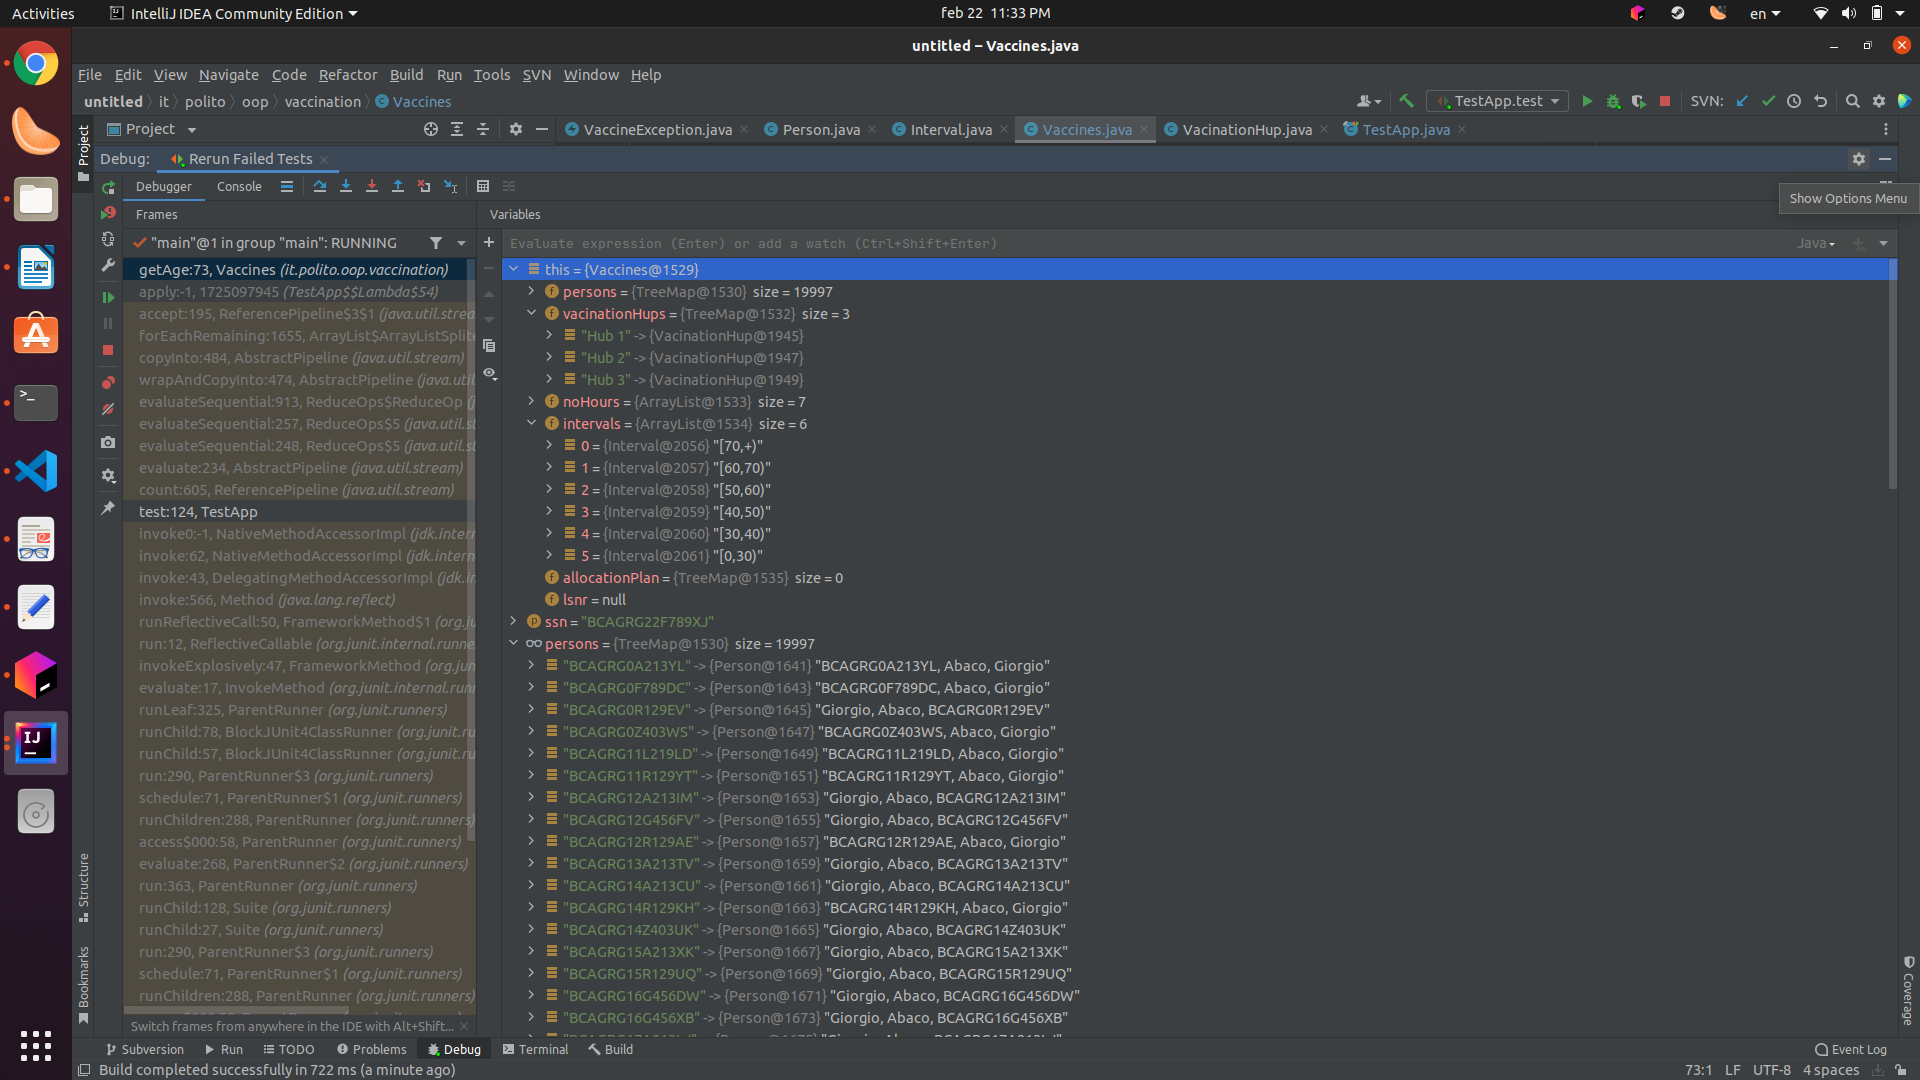 Activities IntelliJ IDEA Community Edition feb 22 11:33 PM en
untitled – Vaccines.java
File Edit View Navigate Code Refactor Build Run Tools SVN Window Help
untitled it polito oop vaccination Vaccines TestApp.test SVN:
Project VaccineException.java Person.java Interval.java Vaccines.java VacinationHup.java TestApp.java
Debug: Rerun Failed Tests
Debugger Console
Show Options Menu
Frames Variables
"main"@1 in group "main": RUNNING
Evaluate expression (Enter) or add a watch (Ctrl+Shift+Enter) Java
getAge:73, Vaccines (it.polito.oop.vaccination)
apply:-1, 1725097945 (TestApp$$Lambda$54)
accept:195, ReferencePipeline$3$1 (java.util.strea
forEachRemaining:1655, ArrayList$ArrayListSplite
copyInto:484, AbstractPipeline (java.util.stream)
wrapAndCopyInto:474, AbstractPipeline (java.util
evaluateSequential:913, ReduceOps$ReduceOp (j
evaluateSequential:257, ReduceOps$5 (java.util.st
evaluateSequential:248, ReduceOps$5 (java.util.st
evaluate:234, AbstractPipeline (java.util.stream)
count:605, ReferencePipeline (java.util.stream)
test:124, TestApp
invoke0:-1, NativeMethodAccessorImpl (jdk.intern
invoke:62, NativeMethodAccessorImpl (jdk.intern
invoke:43, DelegatingMethodAccessorImpl (jdk.in
invoke:566, Method (java.lang.reflect)
runReflectiveCall:50, FrameworkMethod$1 (org.ju
run:12, ReflectiveCallable (org.junit.internal.runne
invokeExplosively:47, FrameworkMethod (org.jun
evaluate:17, InvokeMethod (org.junit.internal.runn
runLeaf:325, ParentRunner (org.junit.runners)
runChild:78, BlockJUnit4ClassRunner (org.junit.ru
runChild:57, BlockJUnit4ClassRunner (org.junit.ru
run:290, ParentRunner$3 (org.junit.runners)
schedule:71, ParentRunner$1 (org.junit.runners)
runChildren:288, ParentRunner (org.junit.runners)
access$000:58, ParentRunner (org.junit.runners)
evaluate:268, ParentRunner$2 (org.junit.runners)
run:363, ParentRunner (org.junit.runners)
runChild:128, Suite (org.junit.runners)
runChild:27, Suite (org.junit.runners)
run:290, ParentRunner$3 (org.junit.runners)
schedule:71, ParentRunner$1 (org.junit.runners)
runChildren:288, ParentRunner (org.junit.runners)
Switch frames from anywhere in the IDE with Alt+Shift...
this = {Vaccines@1529}
persons = {TreeMap@1530} size = 19997
vacinationHups = {TreeMap@1532} size = 3
"Hub 1" -> {VacinationHup@1945}
"Hub 2" -> {VacinationHup@1947}
"Hub 3" -> {VacinationHup@1949}
noHours = {ArrayList@1533} size = 7
intervals = {ArrayList@1534} size = 6
0 = {Interval@2056} "[70,+)"
1 = {Interval@2057} "[60,70)"
2 = {Interval@2058} "[50,60)"
3 = {Interval@2059} "[40,50)"
4 = {Interval@2060} "[30,40)"
5 = {Interval@2061} "[0,30)"
allocationPlan = {TreeMap@1535} size = 0
lsnr = null
ssn = "BCAGRG22F789XJ"
persons = {TreeMap@1530} size = 19997
"BCAGRG0A213YL" -> {Person@1641} "BCAGRG0A213YL, Abaco, Giorgio"
"BCAGRG0F789DC" -> {Person@1643} "BCAGRG0F789DC, Abaco, Giorgio"
"BCAGRG0R129EV" -> {Person@1645} "Giorgio, Abaco, BCAGRG0R129EV"
"BCAGRG0Z403WS" -> {Person@1647} "BCAGRG0Z403WS, Abaco, Giorgio"
"BCAGRG11L219LD" -> {Person@1649} "BCAGRG11L219LD, Abaco, Giorgio"
"BCAGRG11R129YT" -> {Person@1651} "BCAGRG11R129YT, Abaco, Giorgio"
"BCAGRG12A213IM" -> {Person@1653} "Giorgio, Abaco, BCAGRG12A213IM"
"BCAGRG12G456FV" -> {Person@1655} "Giorgio, Abaco, BCAGRG12G456FV"
"BCAGRG12R129AE" -> {Person@1657} "BCAGRG12R129AE, Abaco, Giorgio"
"BCAGRG13A213TV" -> {Person@1659} "Giorgio, Abaco, BCAGRG13A213TV"
"BCAGRG14A213CU" -> {Person@1661} "Giorgio, Abaco, BCAGRG14A213CU"
"BCAGRG14R129KH" -> {Person@1663} "BCAGRG14R129KH, Abaco, Giorgio"
"BCAGRG14Z403UK" -> {Person@1665} "BCAGRG14Z403UK, Abaco, Giorgio"
"BCAGRG15A213XK" -> {Person@1667} "Giorgio, Abaco, BCAGRG15A213XK"
"BCAGRG15R129UQ" -> {Person@1669} "Giorgio, Abaco, BCAGRG15R129UQ"
"BCAGRG16G456DW" -> {Person@1671} "Giorgio, Abaco, BCAGRG16G456DW"
"BCAGRG16G456XB" -> {Person@1673} "Giorgio, Abaco, BCAGRG16G456XB"
Project
Structure
Bookmarks
Coverage
Subversion Run TODO Problems Debug Terminal Build Event Log
Build completed successfully in 722 ms (a minute ago) 73:1 LF UTF-8 4 spaces